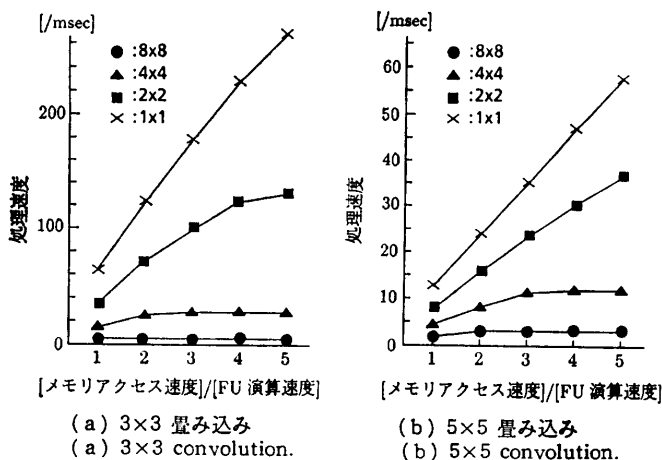 [/msec]
● :8x8
▲ :4x4
■ :2x2
× :1x1
200
100
0
処理速度
1 2 3 4 5
[メモリアクセス速度]/[FU 演算速度]
(a) 3×3 畳み込み
(a) 3×3 convolution.
[/msec]
● :8x8
▲ :4x4
■ :2x2
× :1x1
60
50
40
30
20
10
0
処理速度
1 2 3 4 5
[メモリアクセス速度]/[FU 演算速度]
(b) 5×5 畳み込み
(b) 5×5 convolution.